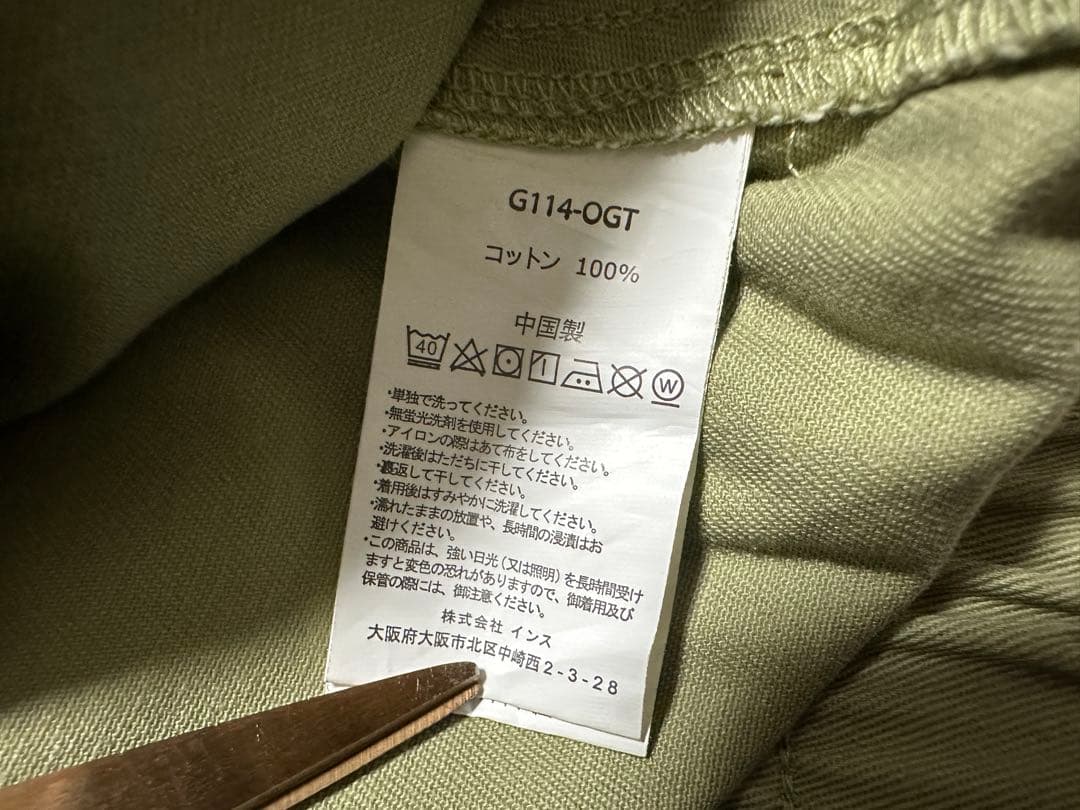 G114-OGT
コットン 100%
中国製
40
W
・単独で洗ってください。
・無蛍光洗剤を使用してください。
・アイロンの際はあて布をしてください。
・洗濯後はただちに干してください。
・裏返して干してください。
・着用後はすみやかに洗濯してください。
・濡れたままの放置や、長時間の浸漬はお
避けください。
・この商品は、強い日光(又は照明)を長時間受け
ますと変色の恐れがありますので、御着用及び
保管の際には、御注意ください。
株式会社 インス
大阪府大阪市北区中崎西2-3-28